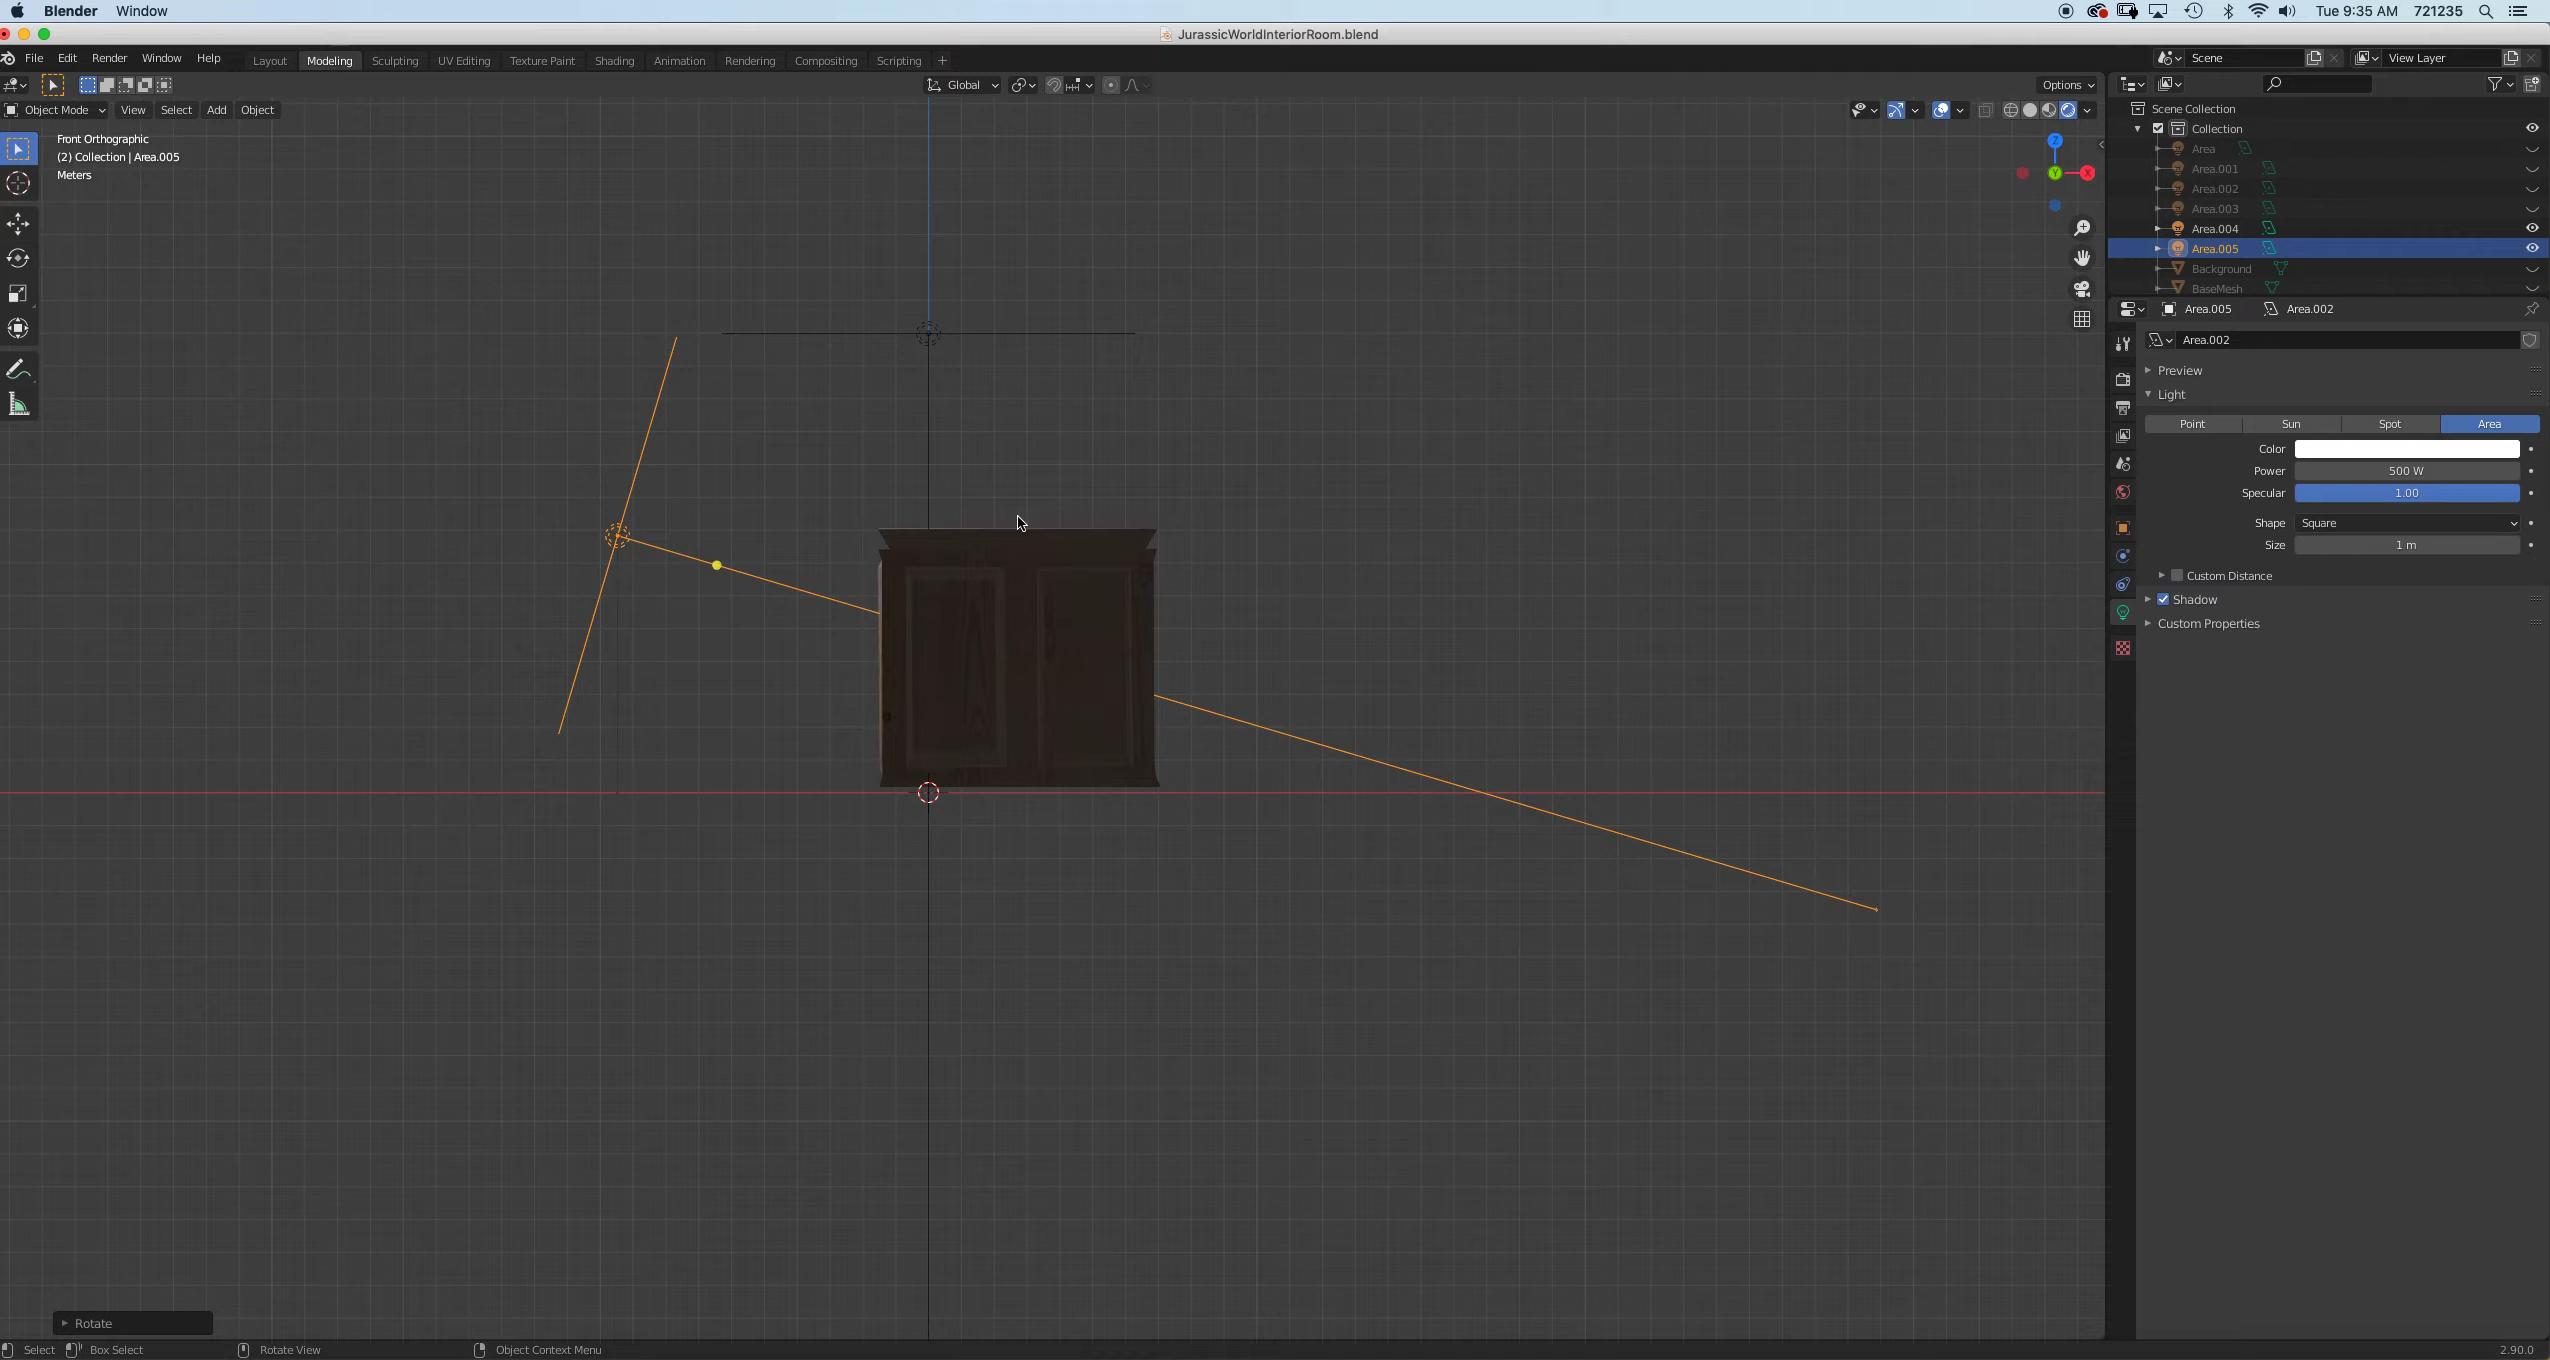 Blender Window Tue 9:35 AM 721235
JurassicWorldInteriorRoom.blend
File Edit Render Window Help Layout Modeling Sculpting UV Editing Texture Paint Shading Animation Rendering Compositing Scripting + Scene View Layer
Global Options
Object Mode View Select Add Object
Front Orthographic
(2) Collection | Area.005
Meters
Z
Y
X
Scene Collection
Collection
Area
Area.001
Area.002
Area.003
Area.004
Area.005
Background
BaseMesh
Area.005 Area.002
Area.002
Preview
Light
Point Sun Spot Area
Color
Power 500 W
Specular 1.00
Shape Square
Size 1 m
Custom Distance
Shadow
Custom Properties
Rotate
Select Box Select Rotate View Object Context Menu 2.90.0